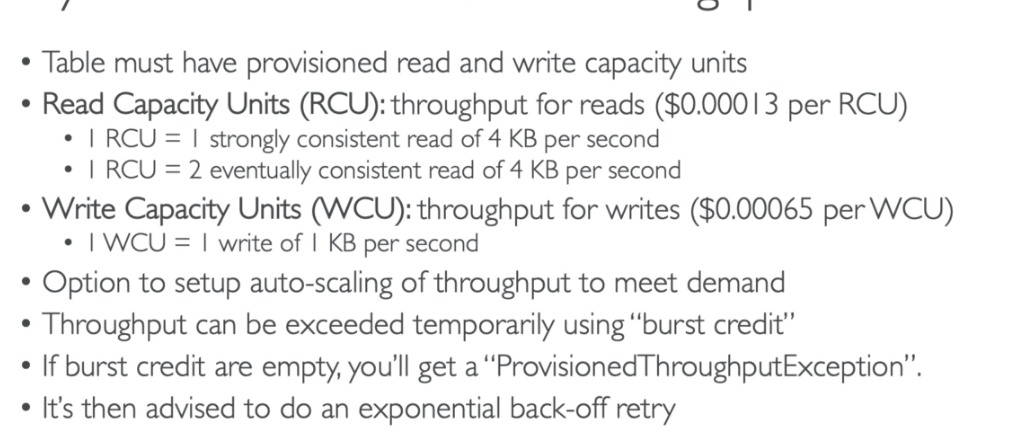 • Table must have provisioned read and write capacity units
• Read Capacity Units (RCU): throughput for reads ($0.00013 per RCU)
• 1 RCU = 1 strongly consistent read of 4 KB per second
• 1 RCU = 2 eventually consistent read of 4 KB per second
• Write Capacity Units (WCU): throughput for writes ($0.00065 per WCU)
• 1 WCU = 1 write of 1 KB per second
• Option to setup auto-scaling of throughput to meet demand
• Throughput can be exceeded temporarily using “burst credit”
• If burst credit are empty, you’ll get a “ProvisionedThroughputException”.
• It’s then advised to do an exponential back-off retry